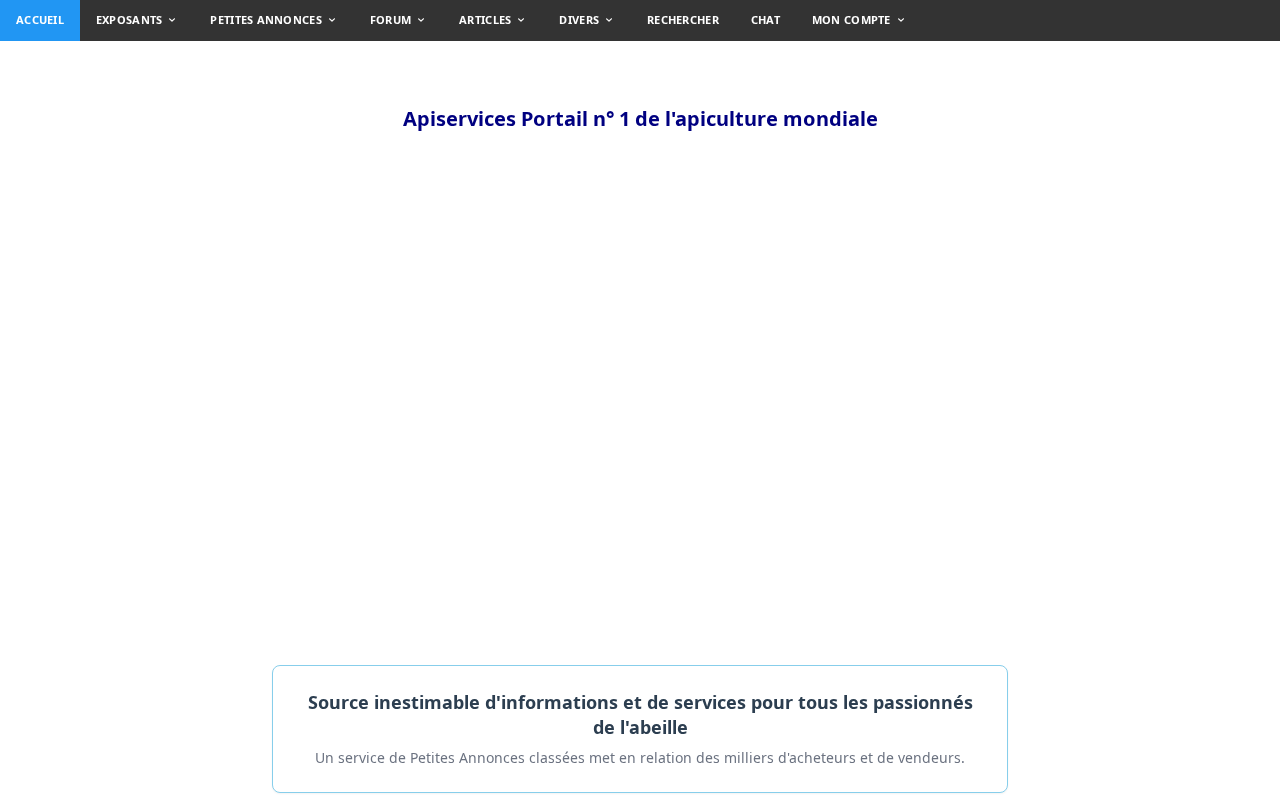 ACCUEIL EXPOSANTS PETITES ANNONCES FORUM ARTICLES DIVERS RECHERCHER CHAT MON COMPTE
Apiservices Portail n° 1 de l'apiculture mondiale
Source inestimable d'informations et de services pour tous les passionnés
de l'abeille
Un service de Petites Annonces classées met en relation des milliers d'acheteurs et de vendeurs.